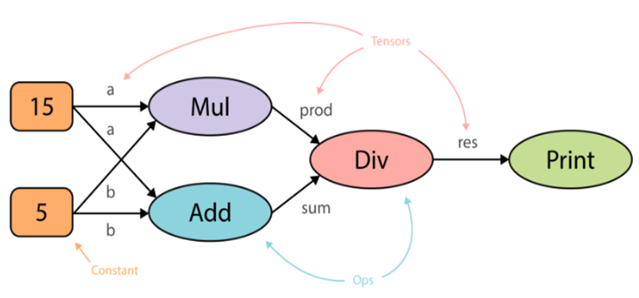 Tensors
15
a
Mul
prod
a
Div
res
Print
5
b
b
Add
sum
Constant
Ops